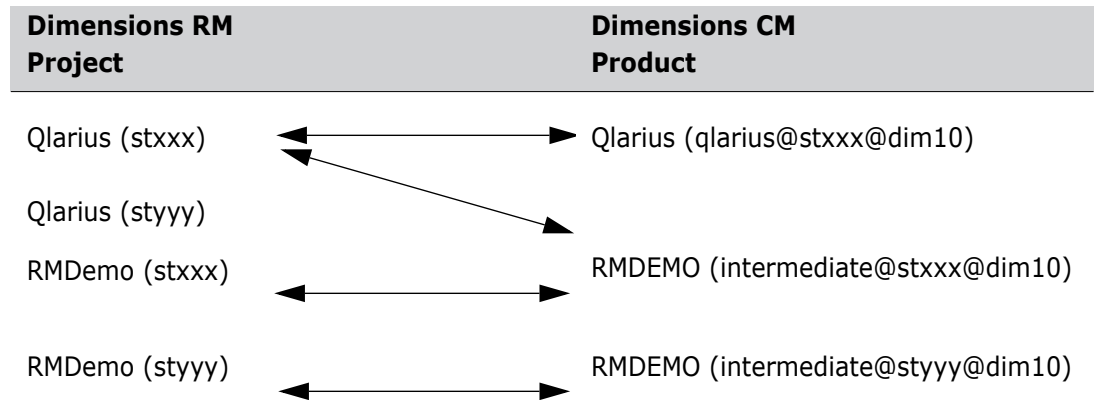 Dimensions RM Project
Dimensions CM Product
Qlarius (stxxx)
Qlarius (qlarius@stxxx@dim10)
Qlarius (styyy)
RMDemo (stxxx)
RMDEMO (intermediate@stxxx@dim10)
RMDemo (styyy)
RMDEMO (intermediate@styyy@dim10)